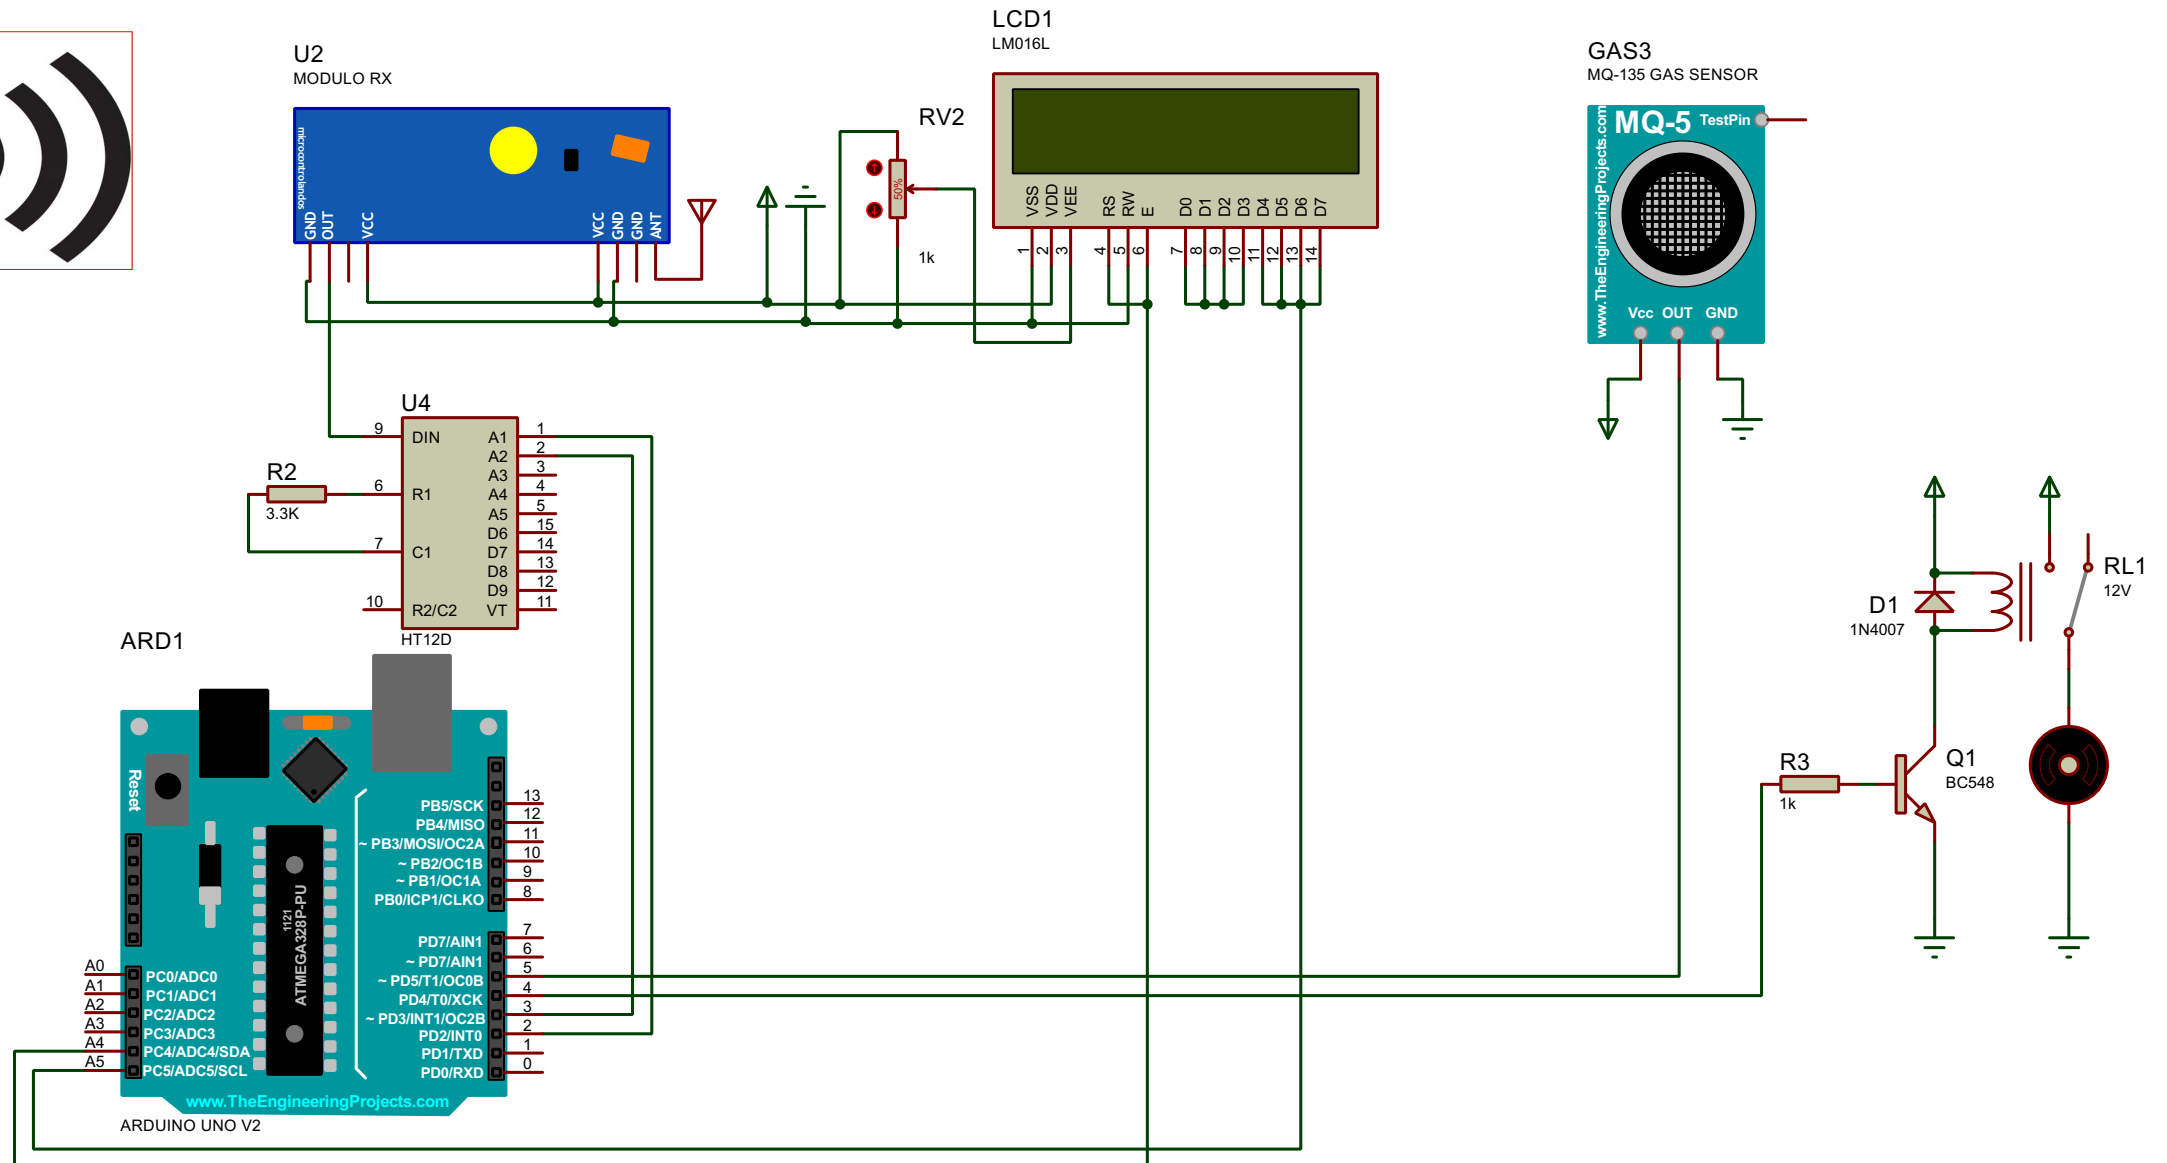 LCD1
LM016L
U2
MODULO RX
GAS3
MQ-135 GAS SENSOR
microcontrolandos
GND
OUT
VCC
VCC
GND
GND
ANT
RV2
50%
1k
VSS
VDD
VEE
RS
RW
E
D0
D1
D2
D3
D4
D5
D6
D7
1
2
3
4
5
6
7
8
9
10
11
12
13
14
MQ-5
TestPin
www.TheEngineeringProjects.com
Vcc OUT GND
U4
9 DIN A1 1
A2 2
A3 3
R2
3.3K
6 R1 A4 4
A5 5
D6 15
7 C1 D7 14
D8 13
D9 12
10 R2/C2 VT 11
HT12D
ARD1
Reset
1121
ATMEGA328P-PU
PB5/SCK 13
PB4/MISO 12
~ PB3/MOSI/OC2A 11
~ PB2/OC1B 10
~ PB1/OC1A 9
PB0/ICP1/CLKO 8
PD7/AIN1 7
~ PD7/AIN1 6
~ PD5/T1/OC0B 5
PD4/T0/XCK 4
~ PD3/INT1/OC2B 3
PD2/INT0 2
PD1/TXD 1
PD0/RXD 0
A0 PC0/ADC0
A1 PC1/ADC1
A2 PC2/ADC2
A3 PC3/ADC3
A4 PC4/ADC4/SDA
A5 PC5/ADC5/SCL
www.TheEngineeringProjects.com
ARDUINO UNO V2
RL1
12V
D1
1N4007
R3
1k
Q1
BC548